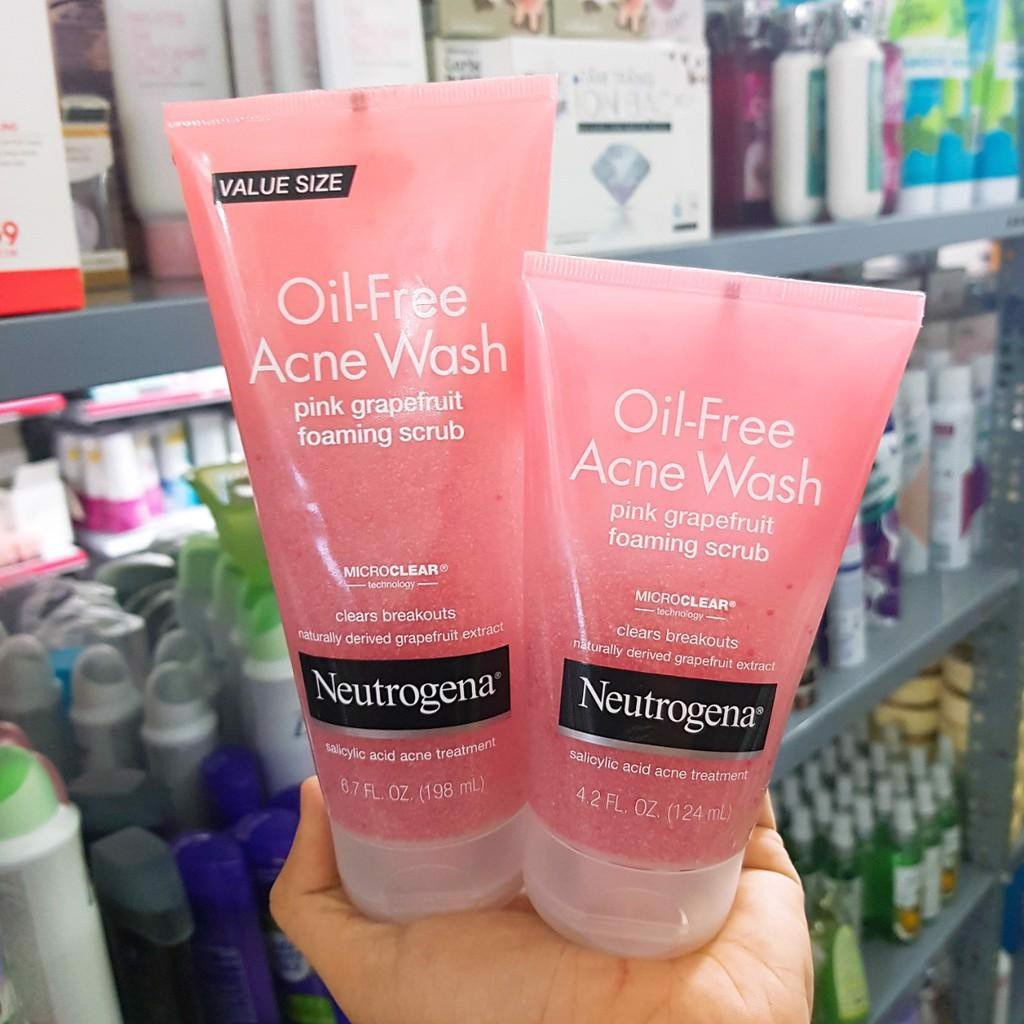 VALUE SIZE
Oil-Free
Acne Wash
pink grapefruit
foaming scrub
MICROCLEAR®
technology
clears breakouts
naturally derived grapefruit extract
Neutrogena®
salicylic acid acne treatment
6.7 FL. OZ. (198 mL)
Oil-Free
Acne Wash
pink grapefruit
foaming scrub
MICROCLEAR®
technology
clears breakouts
naturally derived grapefruit extract
Neutrogena®
salicylic acid acne treatment
4.2 FL. OZ. (124 mL)